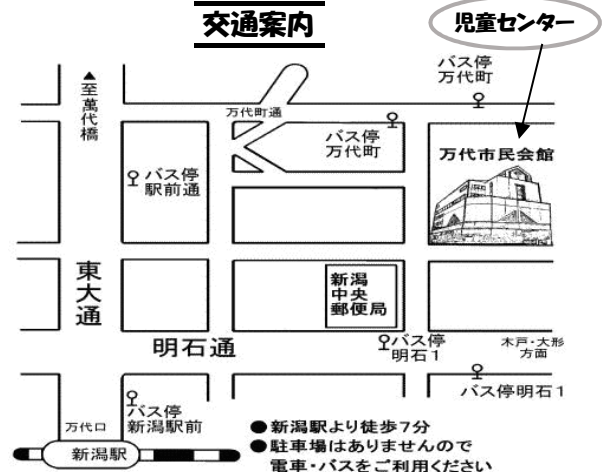 交通案内
児童センター
バス停
万代町
▲至萬代橋
万代町通
バス停
万代町
万代市民会館
バス停
駅前通
東大通
新潟
中央
郵便局
明石通
バス停
明石1
木戸・大形
方面
バス停明石1
バス停
新潟駅前
万代口
新潟駅
●新潟駅より徒歩7分
●駐車場はありませんので
電車・バスをご利用ください